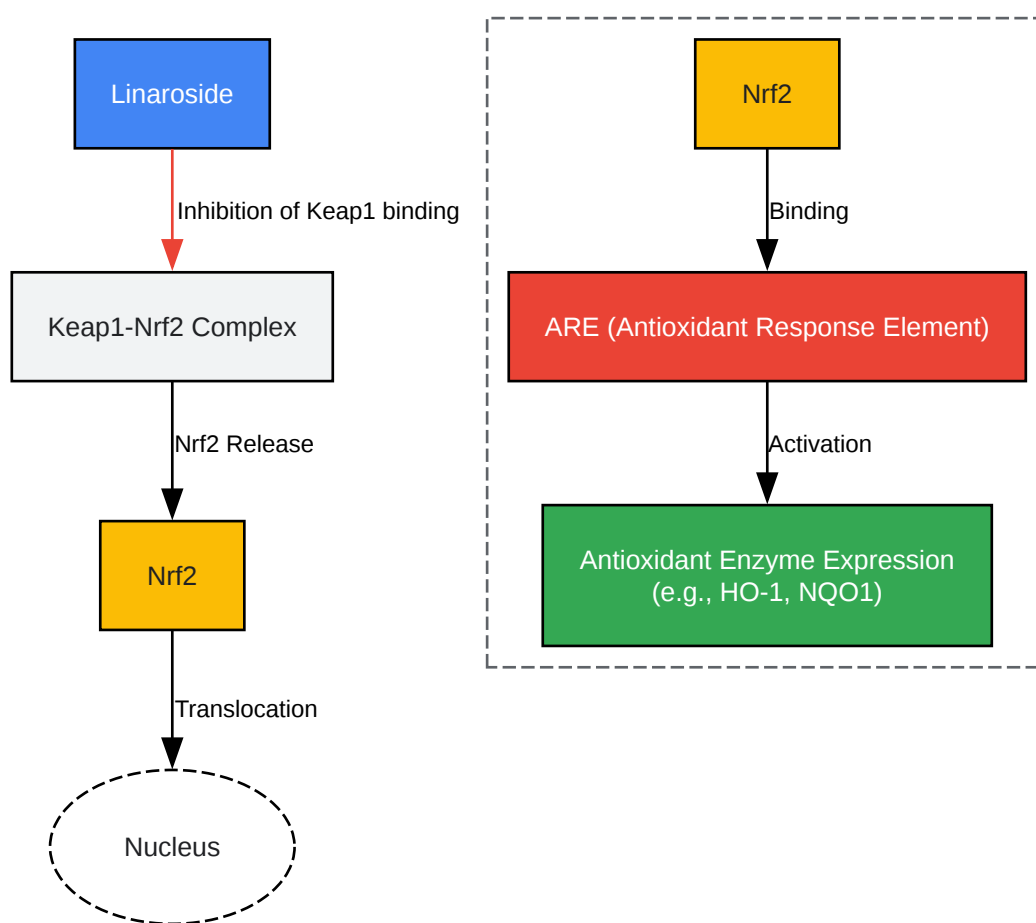 Linaroside
Inhibition of Keap1 binding
Keap1-Nrf2 Complex
Nrf2 Release
Nrf2
Translocation
Nucleus
Nrf2
Binding
ARE (Antioxidant Response Element)
Activation
Antioxidant Enzyme Expression
(e.g., HO-1, NQO1)